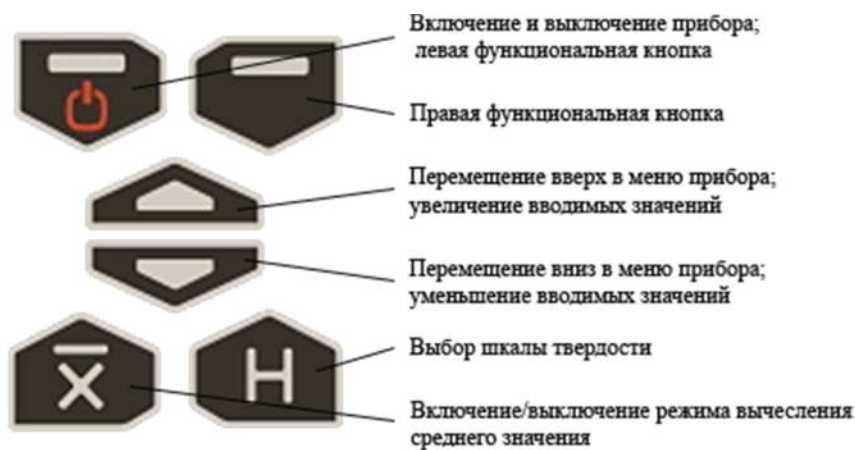 Включение и выключение прибора;
левая функциональная кнопка
Правая функциональная кнопка
Перемещение вверх в меню прибора;
увеличение вводимых значений
Перемещение вниз в меню прибора;
уменьшение вводимых значений
X̅ H
Выбор шкалы твердости
Включение/выключение режима вычесления
среднего значения